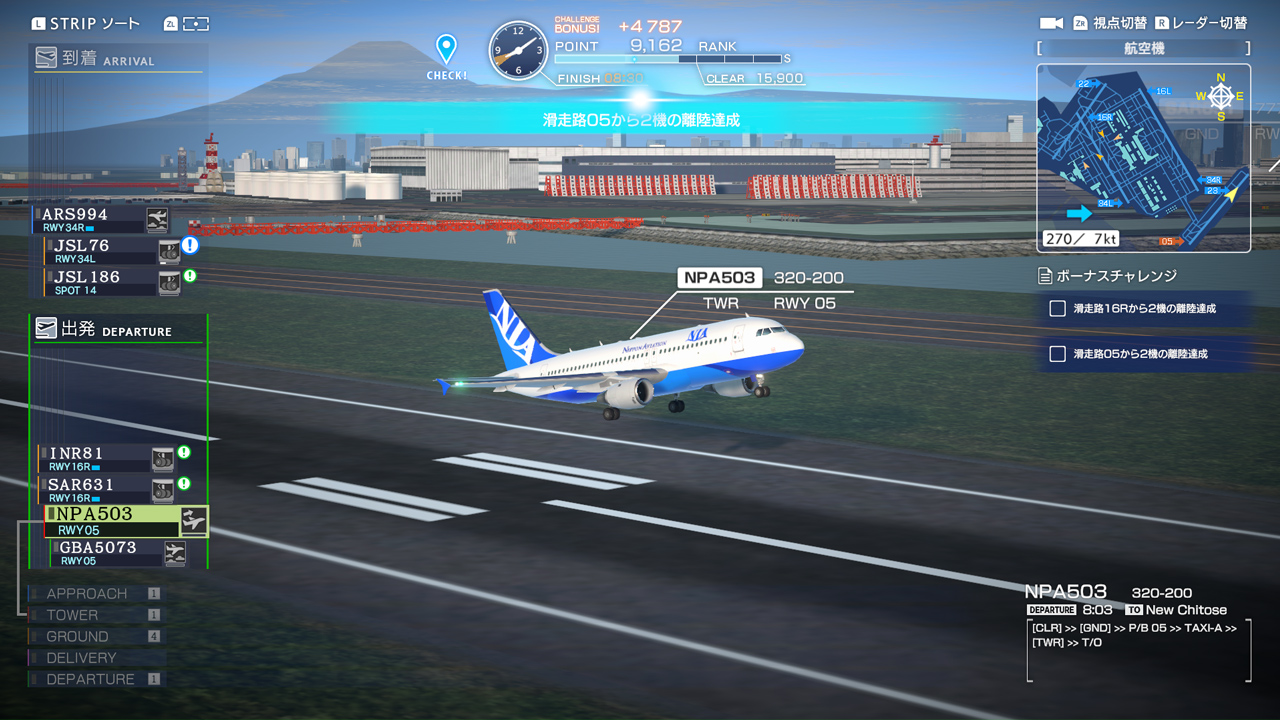 L STRIP ソート ZL
到着 ARRIVAL
ARS994
RWY34R
JSL76
RWY34L
JSL186
SPOT 14
出発 DEPARTURE
INR81
RWY16R
SAR631
RWY16R
NPA503
RWY05
GBA5073
RWY05
APPROACH 1
TOWER 1
GROUND 4
DELIVERY
DEPARTURE 1
CHECK!
12
9 3
6
CHALLENGE
BONUS! +4787
POINT 9,162 RANK
S
FINISH 08:30 CLEAR 15,900
滑走路05から2機の離陸達成
NPA503 320-200
TWR RWY 05
NIPPON AVIATION
ZR 視点切替 R レーダー切替
[ 航空機 ]
22
16L
16R
N
W E
S
34R
23
34L
05
270/ 7kt
GND RW
ボーナスチャレンジ
滑走路16Rから2機の離陸達成
滑走路05から2機の離陸達成
NPA503 320-200
DEPARTURE 8:03 TO New Chitose
[CLR] >> [GND] >> P/B 05 >> TAXI-A >>
[TWR] >> T/O